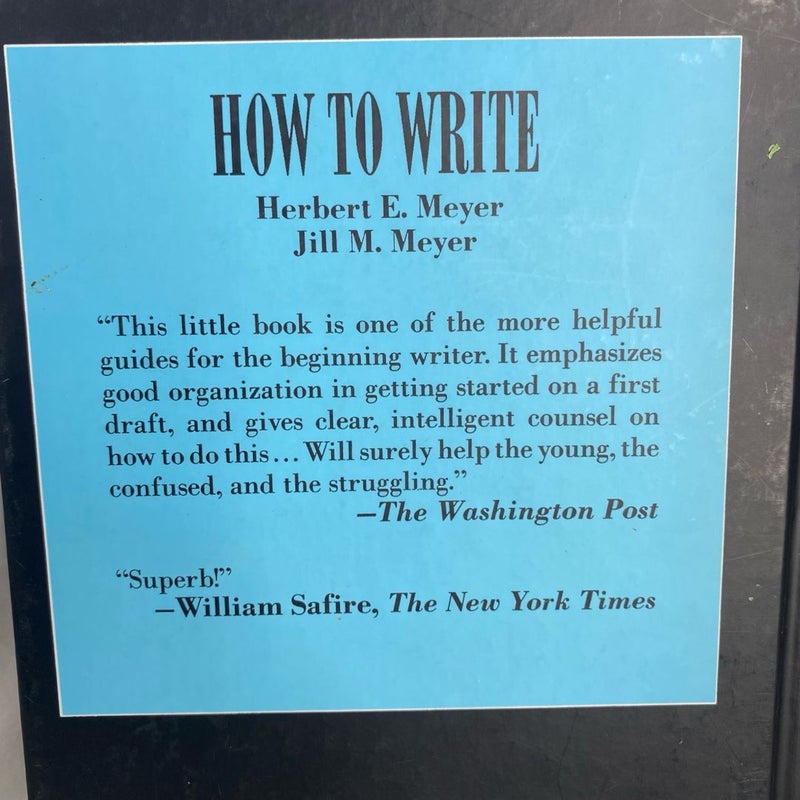 HOW TO WRITE
Herbert E. Meyer
Jill M. Meyer
“This little book is one of the more helpful
guides for the beginning writer. It emphasizes
good organization in getting started on a first
draft, and gives clear, intelligent counsel on
how to do this... Will surely help the young, the
confused, and the struggling.”
—The Washington Post
“Superb!”
—William Safire, The New York Times